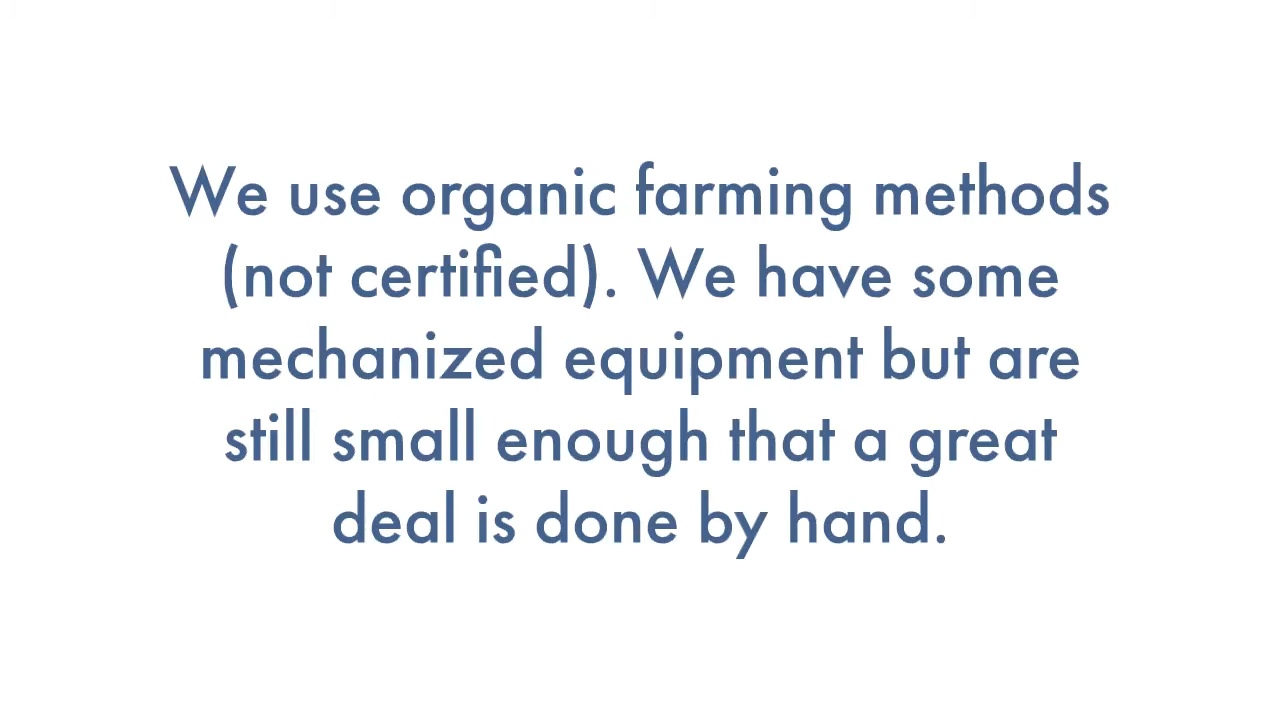 We use organic farming methods
(not certified). We have some
mechanized equipment but are
still small enough that a great
deal is done by hand.